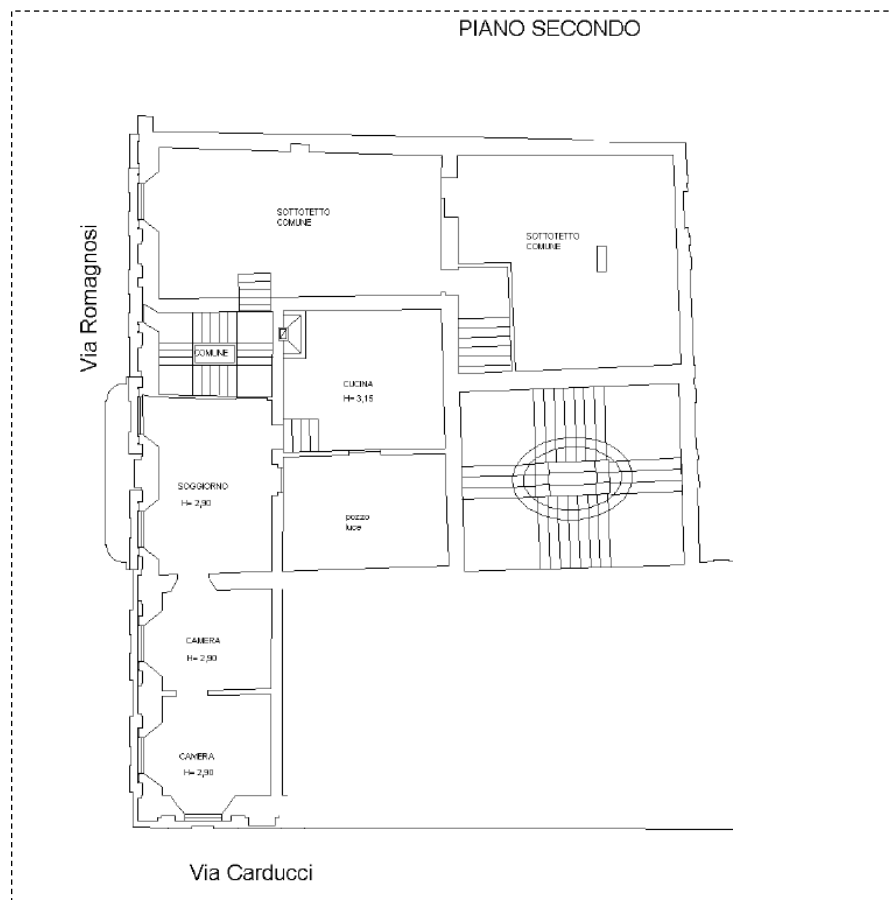 PIANO SECONDO
Via Romagnosi
SOTTOTETTO
COMUNE
SOTTOTETTO
COMUNE
COMUNE
CUCINA
H= 3,15
SOGGIORNO
H= 2,90
pozzo
luce
CAMERA
H= 2,90
CAMERA
H= 2,90
Via Carducci